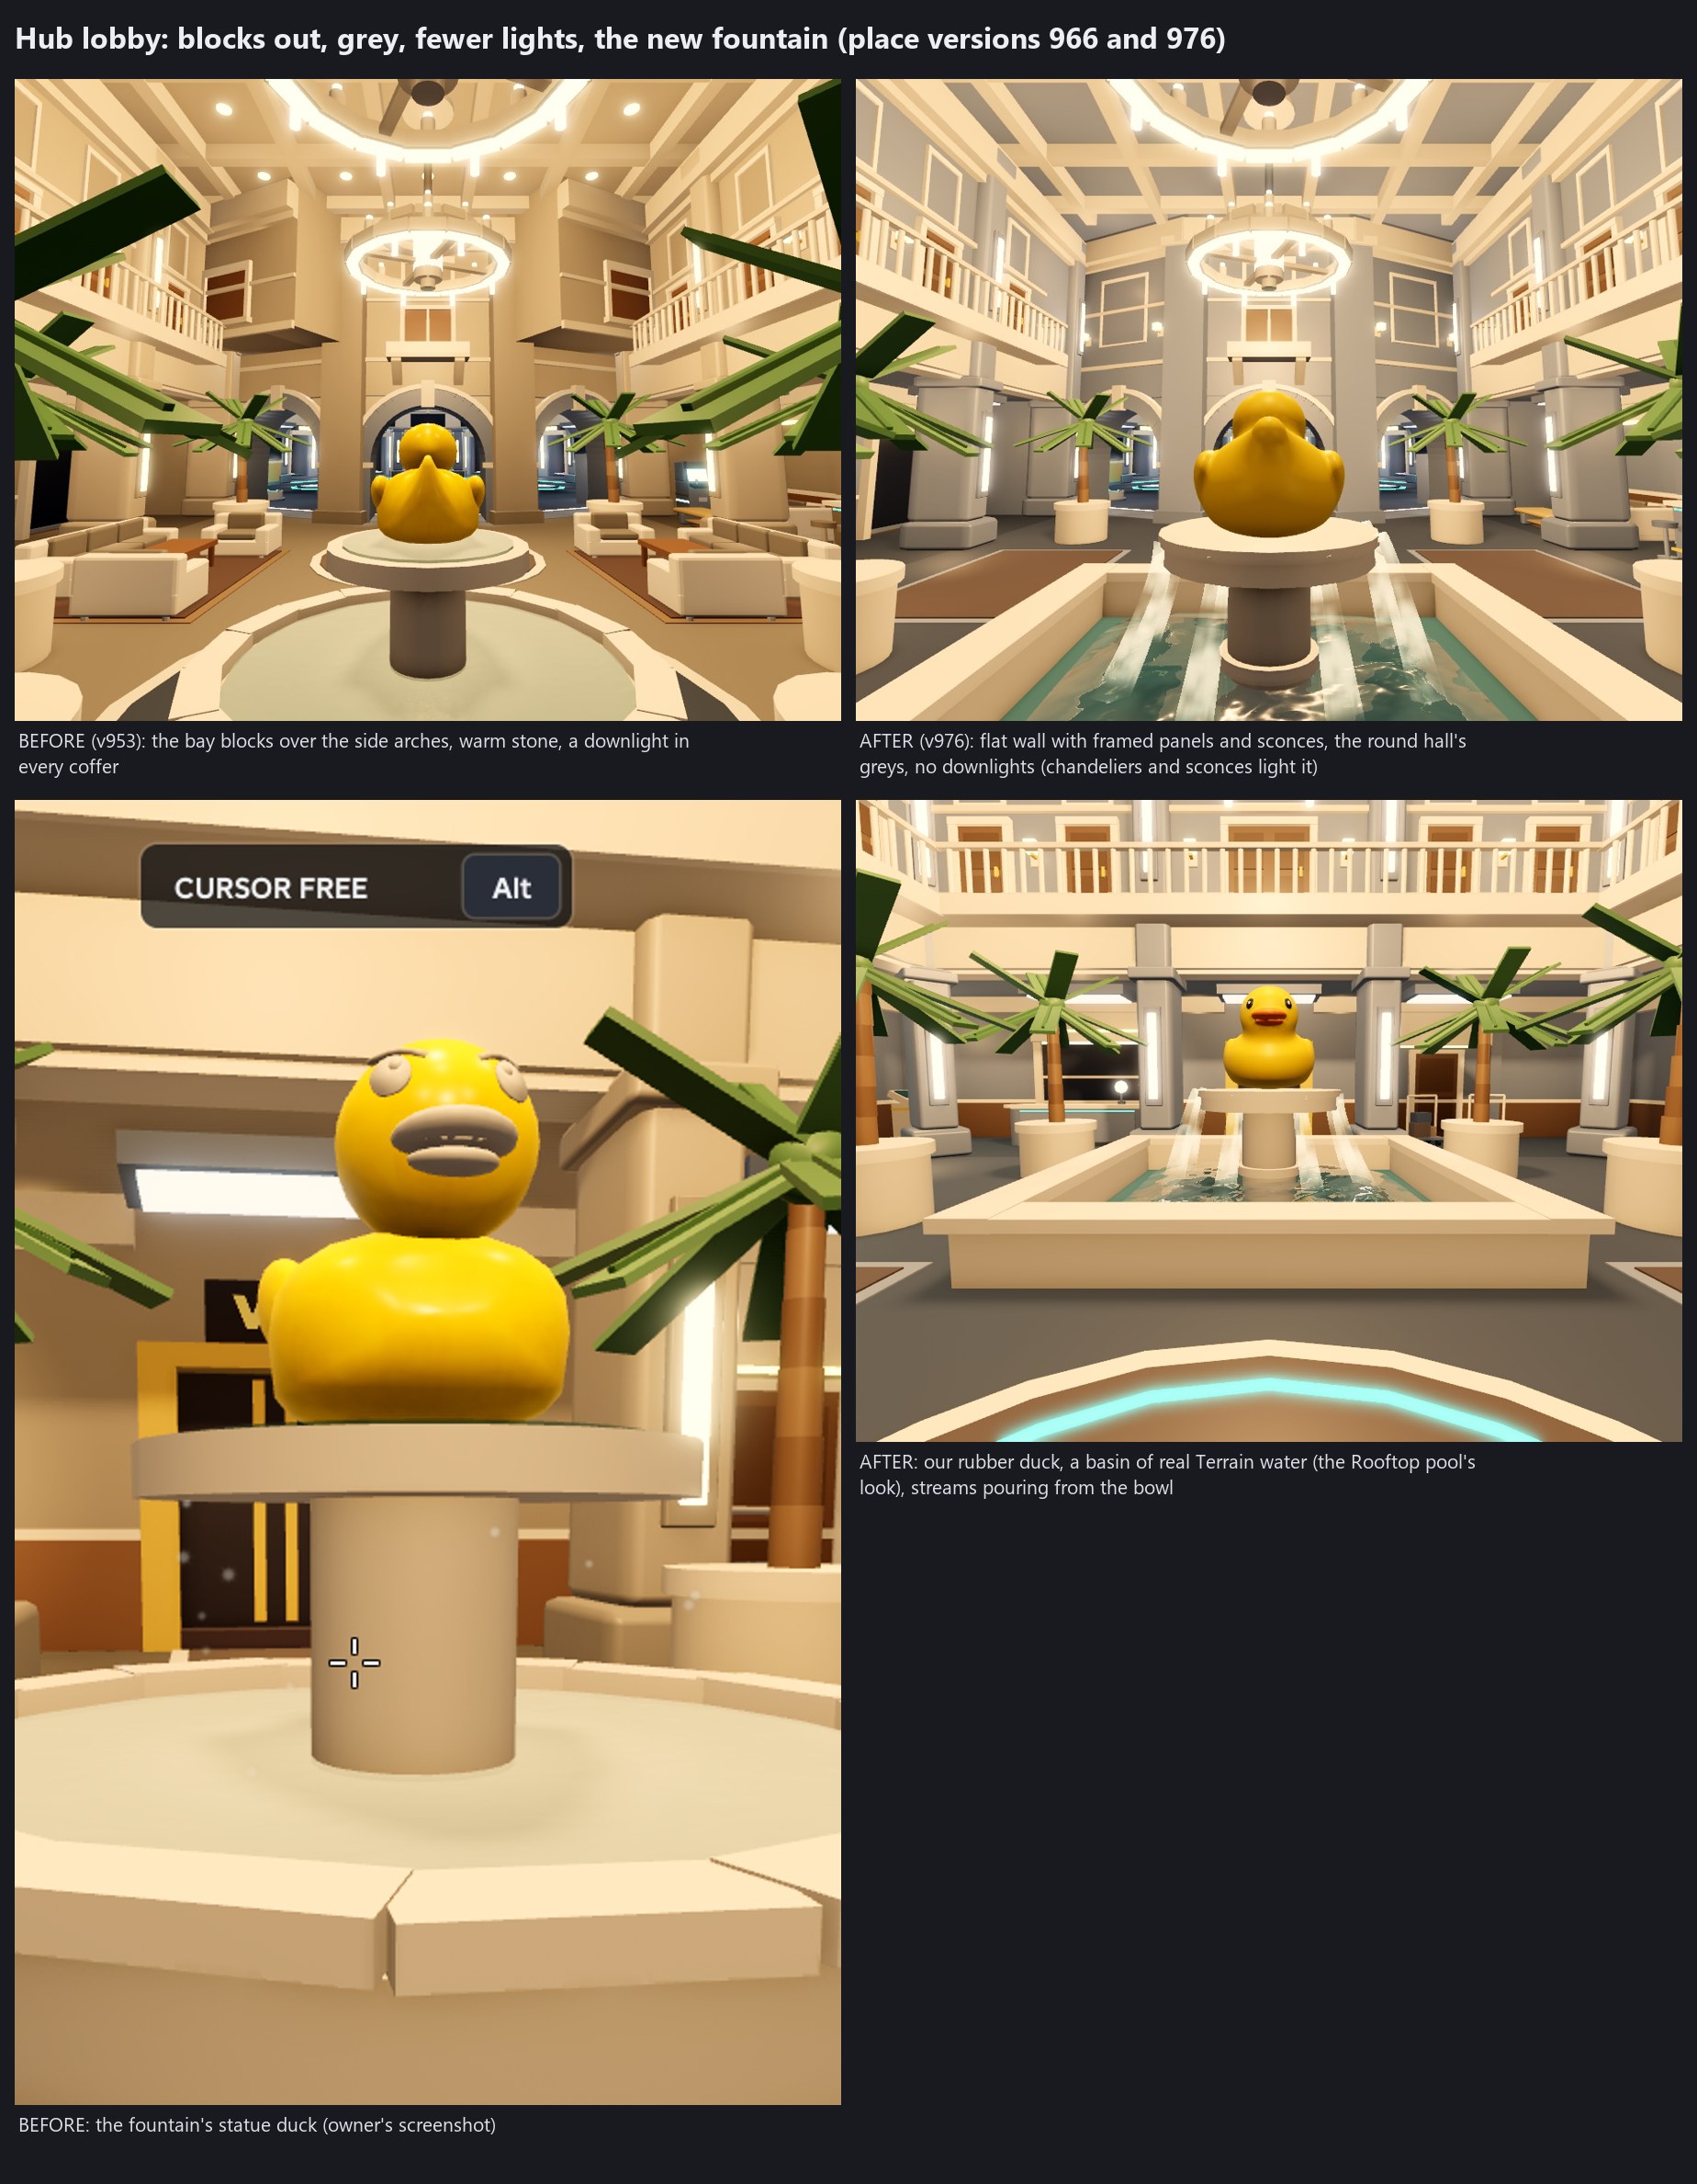 Hub lobby: blocks out, grey, fewer lights, the new fountain (place versions 966 and 976)
BEFORE (v953): the bay blocks over the side arches, warm stone, a downlight in
every coffer
AFTER (v976): flat wall with framed panels and sconces, the round hall's
greys, no downlights (chandeliers and sconces light it)
CURSOR FREE Alt
AFTER: our rubber duck, a basin of real Terrain water (the Rooftop pool's
look), streams pouring from the bowl
BEFORE: the fountain's statue duck (owner's screenshot)